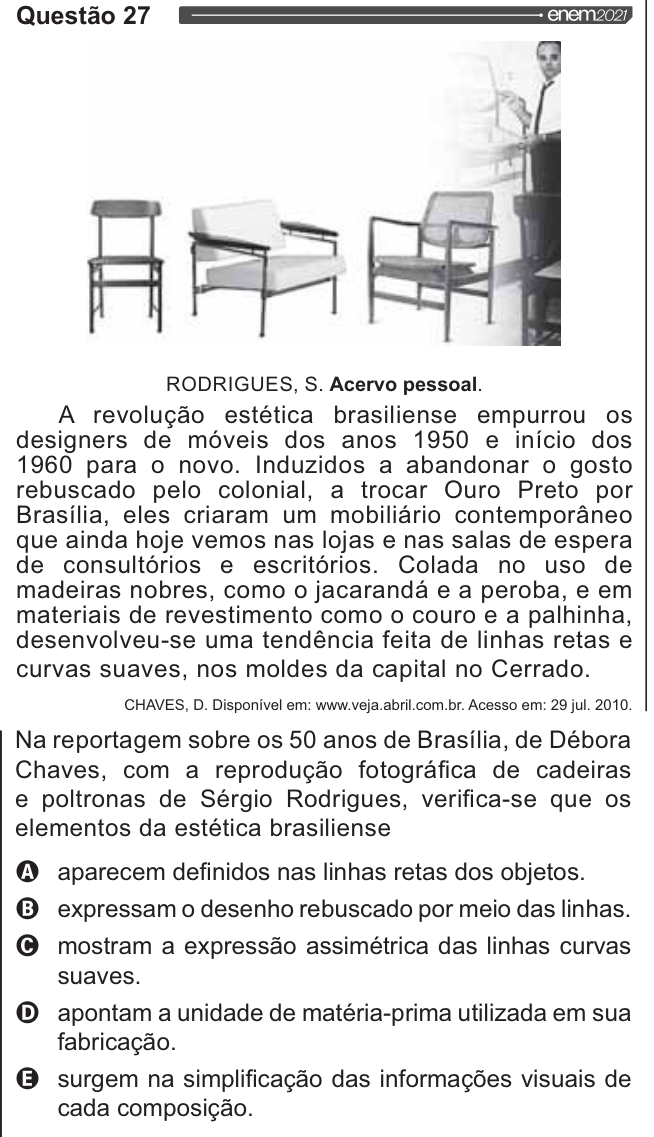 Questão 27
enem2021
RODRIGUES, S. Acervo pessoal.
A revolução estética brasiliense empurrou os
designers de móveis dos anos 1950 e início dos
1960 para o novo. Induzidos a abandonar o gosto
rebuscado pelo colonial, a trocar Ouro Preto por
Brasília, eles criaram um mobiliário contemporâneo
que ainda hoje vemos nas lojas e nas salas de espera
de consultórios e escritórios. Colada no uso de
madeiras nobres, como o jacarandá e a peroba, e em
materiais de revestimento como o couro e a palhinha,
desenvolveu-se uma tendência feita de linhas retas e
curvas suaves, nos moldes da capital no Cerrado.
CHAVES, D. Disponível em: www.veja.abril.com.br. Acesso em: 29 jul. 2010.
Na reportagem sobre os 50 anos de Brasília, de Débora
Chaves, com a reprodução fotográfica de cadeiras
e poltronas de Sérgio Rodrigues, verifica-se que os
elementos da estética brasiliense
A aparecem definidos nas linhas retas dos objetos.
B expressam o desenho rebuscado por meio das linhas.
C mostram a expressão assimétrica das linhas curvas
suaves.
D apontam a unidade de matéria-prima utilizada em sua
fabricação.
E surgem na simplificação das informações visuais de
cada composição.